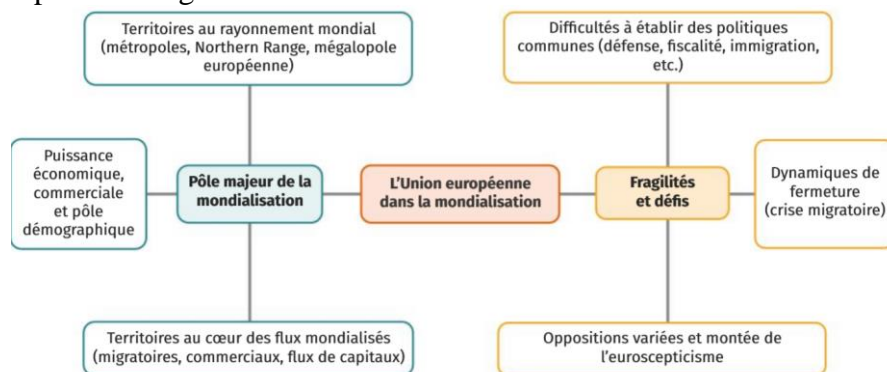 Territoires au rayonnement mondial
(métropoles, Northern Range, mégalopole
européenne)
Difficultés à établir des politiques
communes (défense, fiscalité, immigration,
etc.)
Puissance
économique,
commerciale
et pôle
démographique
Pôle majeur de la
mondialisation
L’Union européenne
dans la mondialisation
Fragilités
et défis
Dynamiques de
fermeture
(crise migratoire)
Territoires au cœur des flux mondialisés
(migratoires, commerciaux, flux de capitaux)
Oppositions variées et montée de
l’euroscepticisme